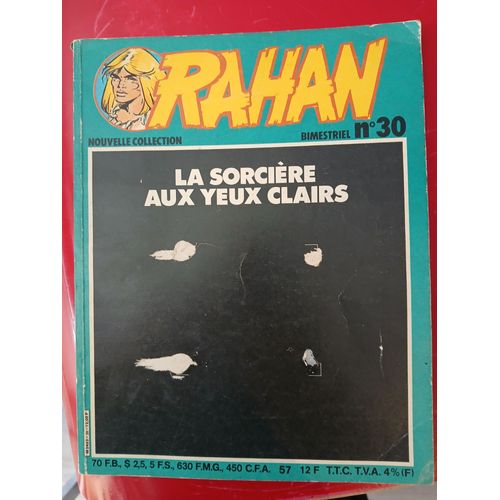 RAHAN
NOUVELLE COLLECTION
BIMESTRIEL n°30
LA SORCIÈRE
AUX YEUX CLAIRS
70 F.B., $ 2,5, 5 F.S., 630 F.M.G., 450 C.F.A. 57 12 F T.T.C. T.V.A. 4% (F)